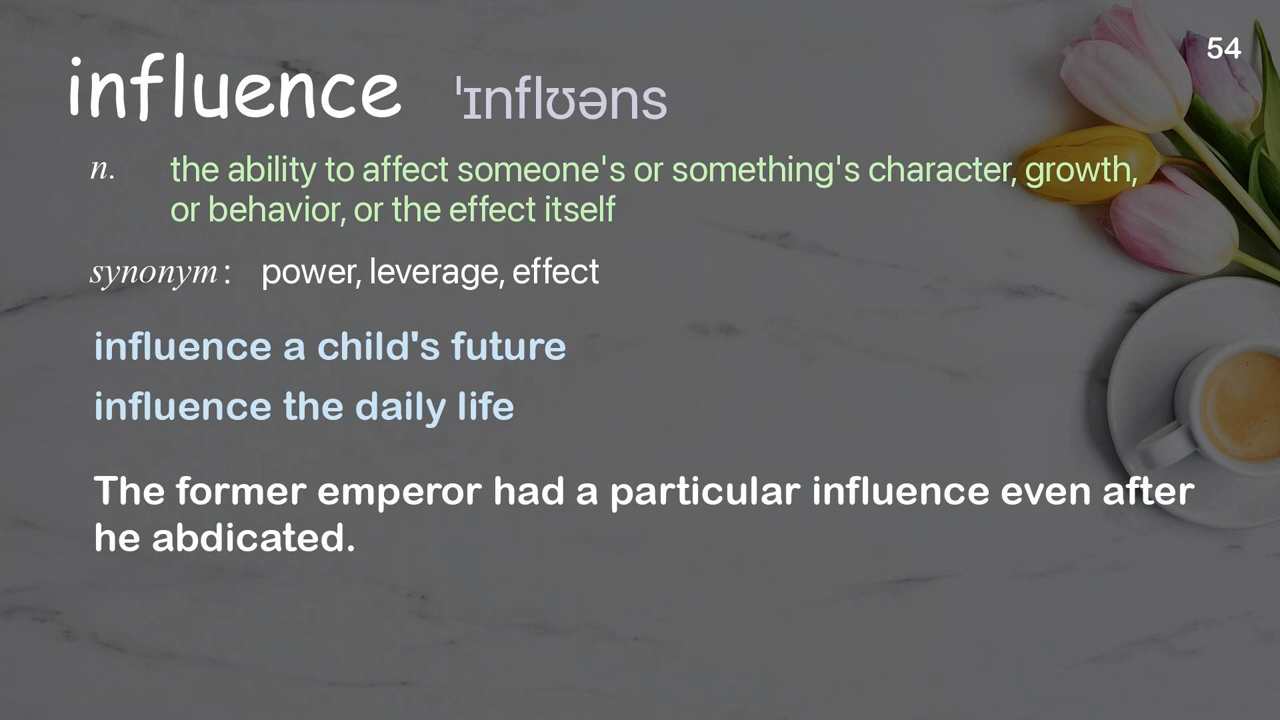 54
influence ˈɪnflʊəns
n. the ability to affect someone's or something's character, growth,
or behavior, or the effect itself
synonym: power, leverage, effect
influence a child's future
influence the daily life
The former emperor had a particular influence even after
he abdicated.